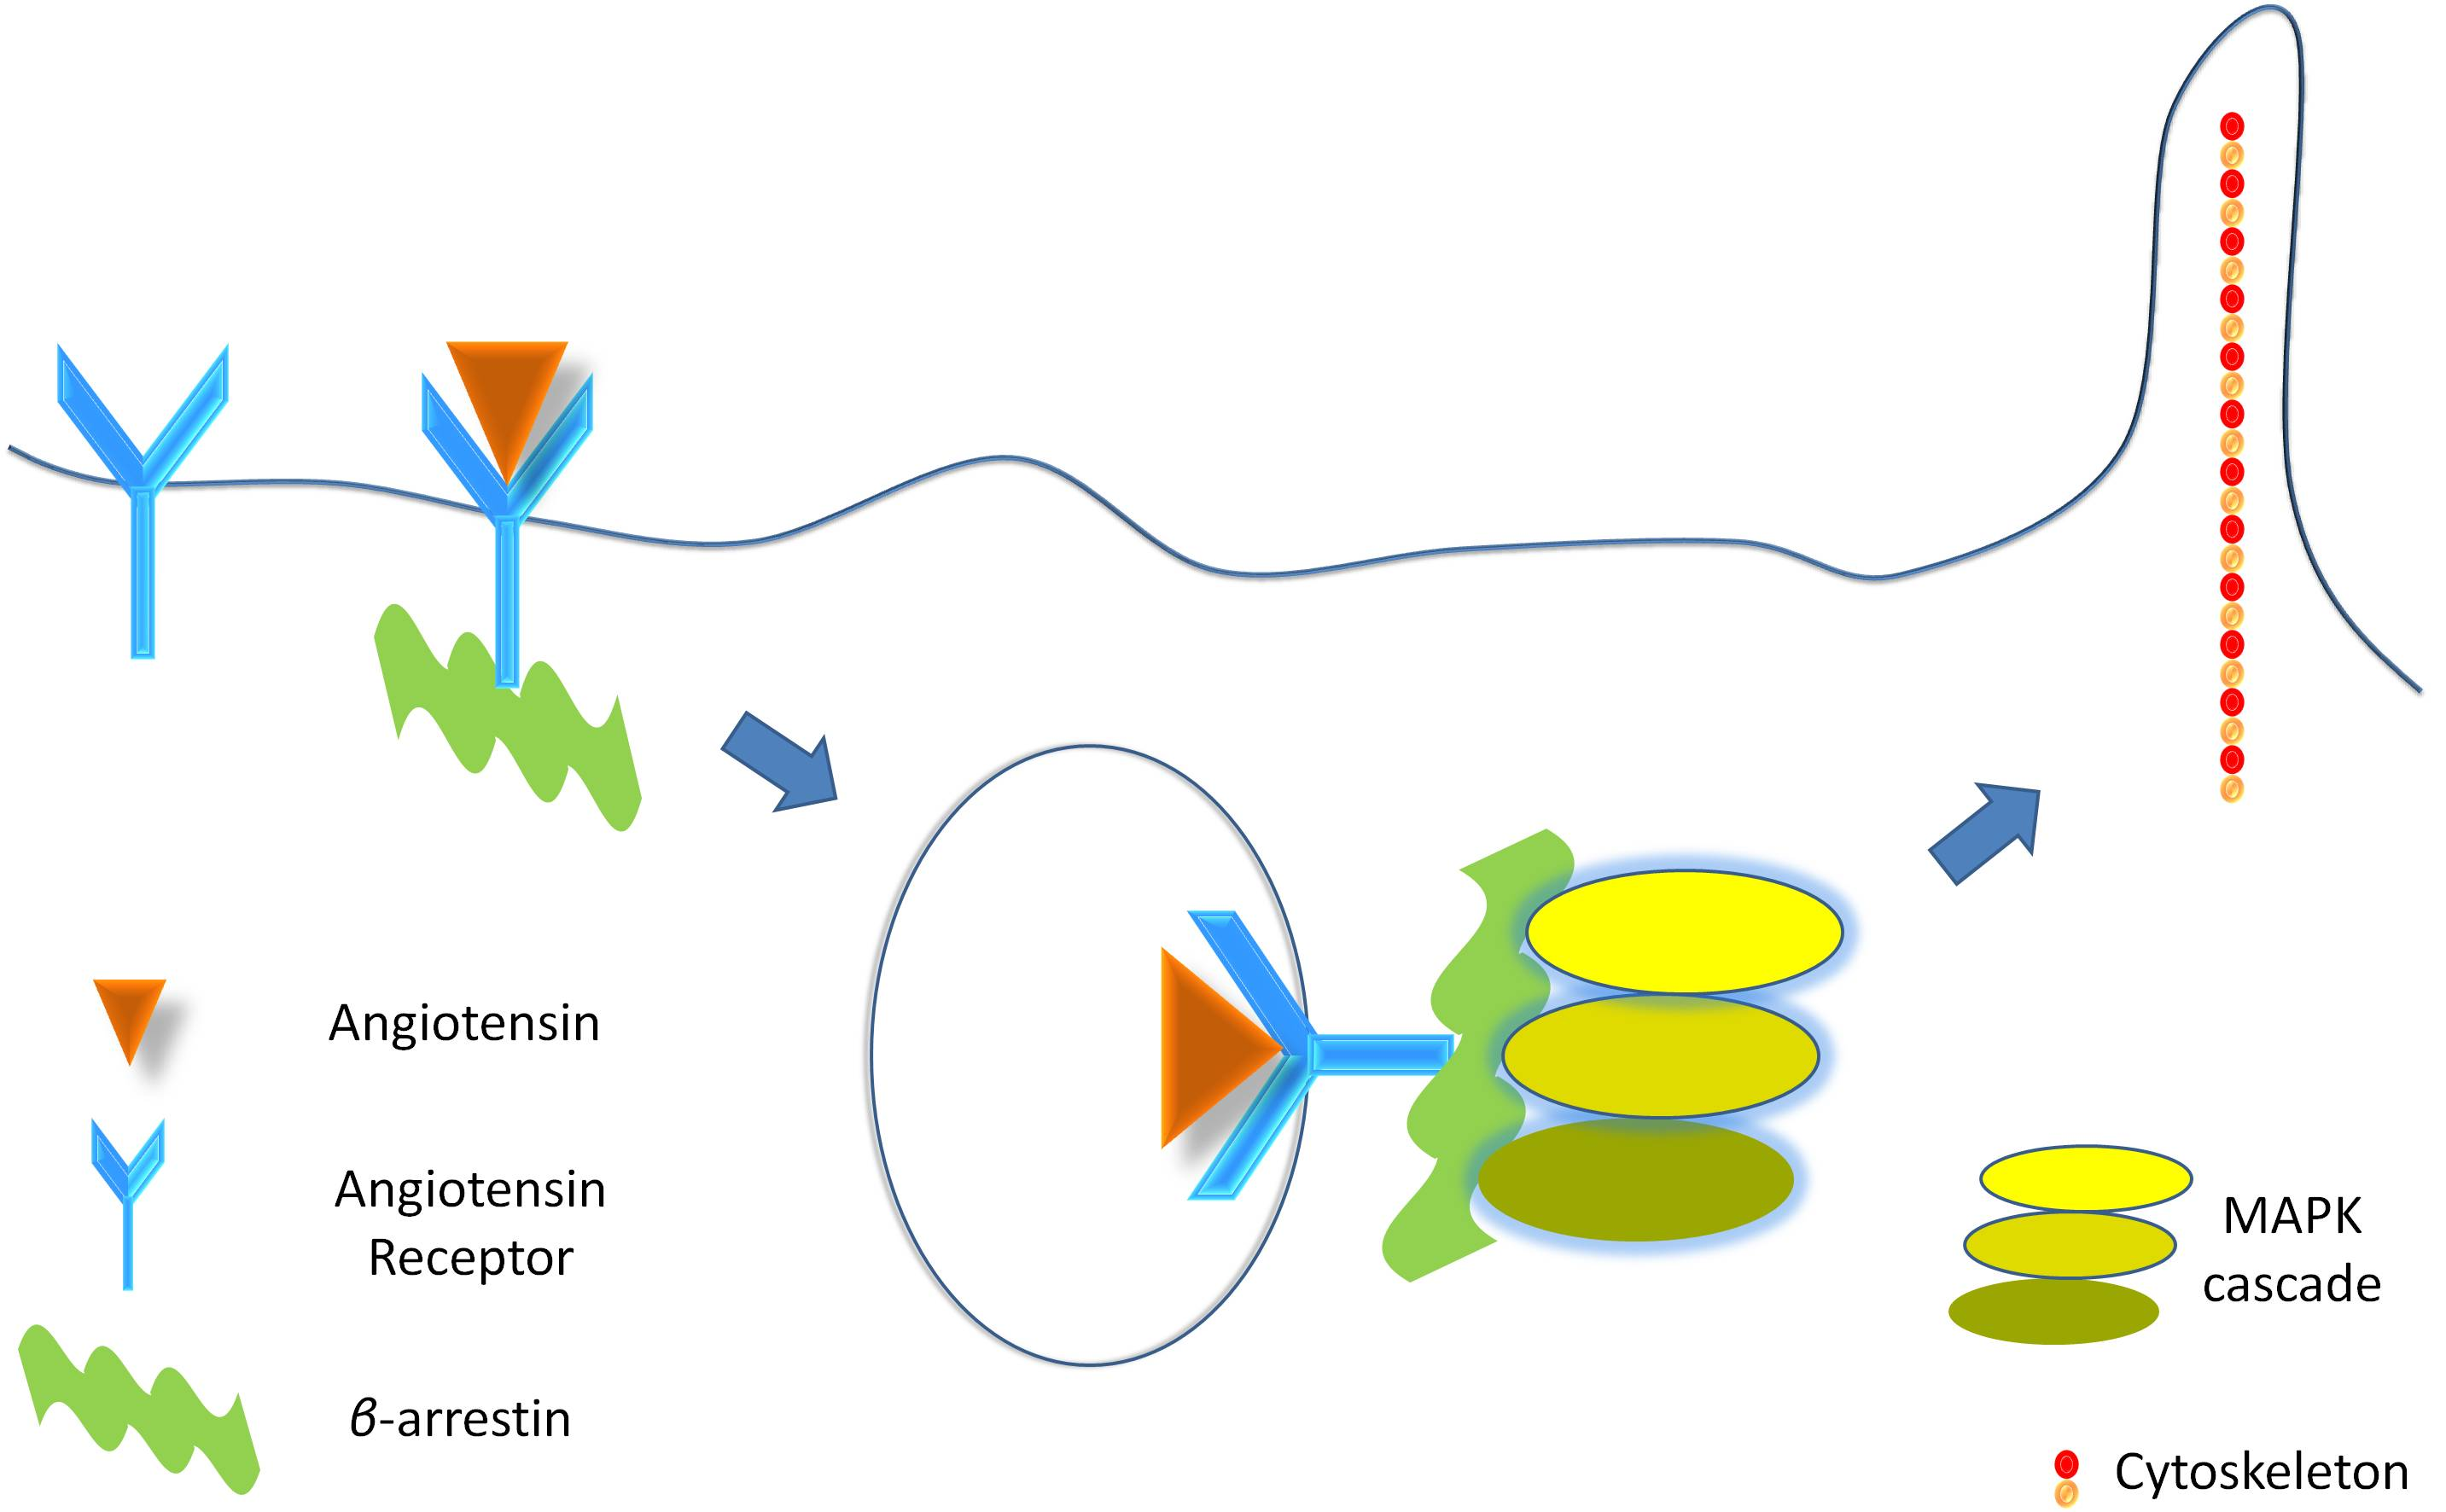 Angiotensin
Angiotensin
Receptor
β-arrestin
MAPK
cascade
Cytoskeleton